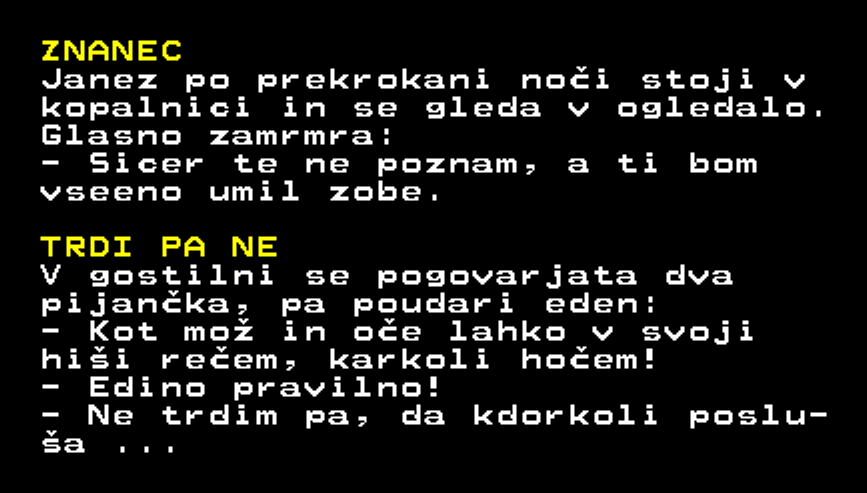 ZNANEC
Janez po prekrokani noči stoji v
kopalnici in se gleda v ogledalo.
Glasno zamrmra:
- Sicer te ne poznam, a ti bom
vseeno umil zobe.
TRDI PA NE
V gostilni se pogovarjata dva
pijančka, pa poudari eden:
- Kot mož in oče lahko v svoji
hiši rečem, karkoli hočem!
- Edino pravilno!
- Ne trdim pa, da kdorkoli poslu-
ša ...